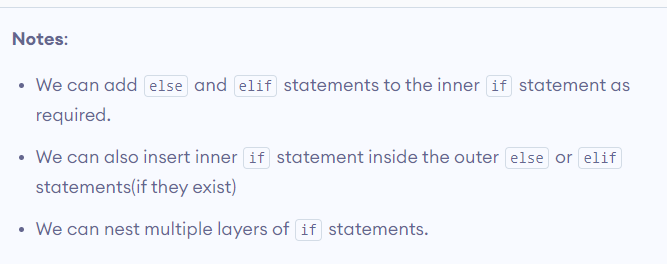 Notes:
• We can add else and elif statements to the inner if statement as
required.
• We can also insert inner if statement inside the outer else or elif
statements(if they exist)
• We can nest multiple layers of if statements.